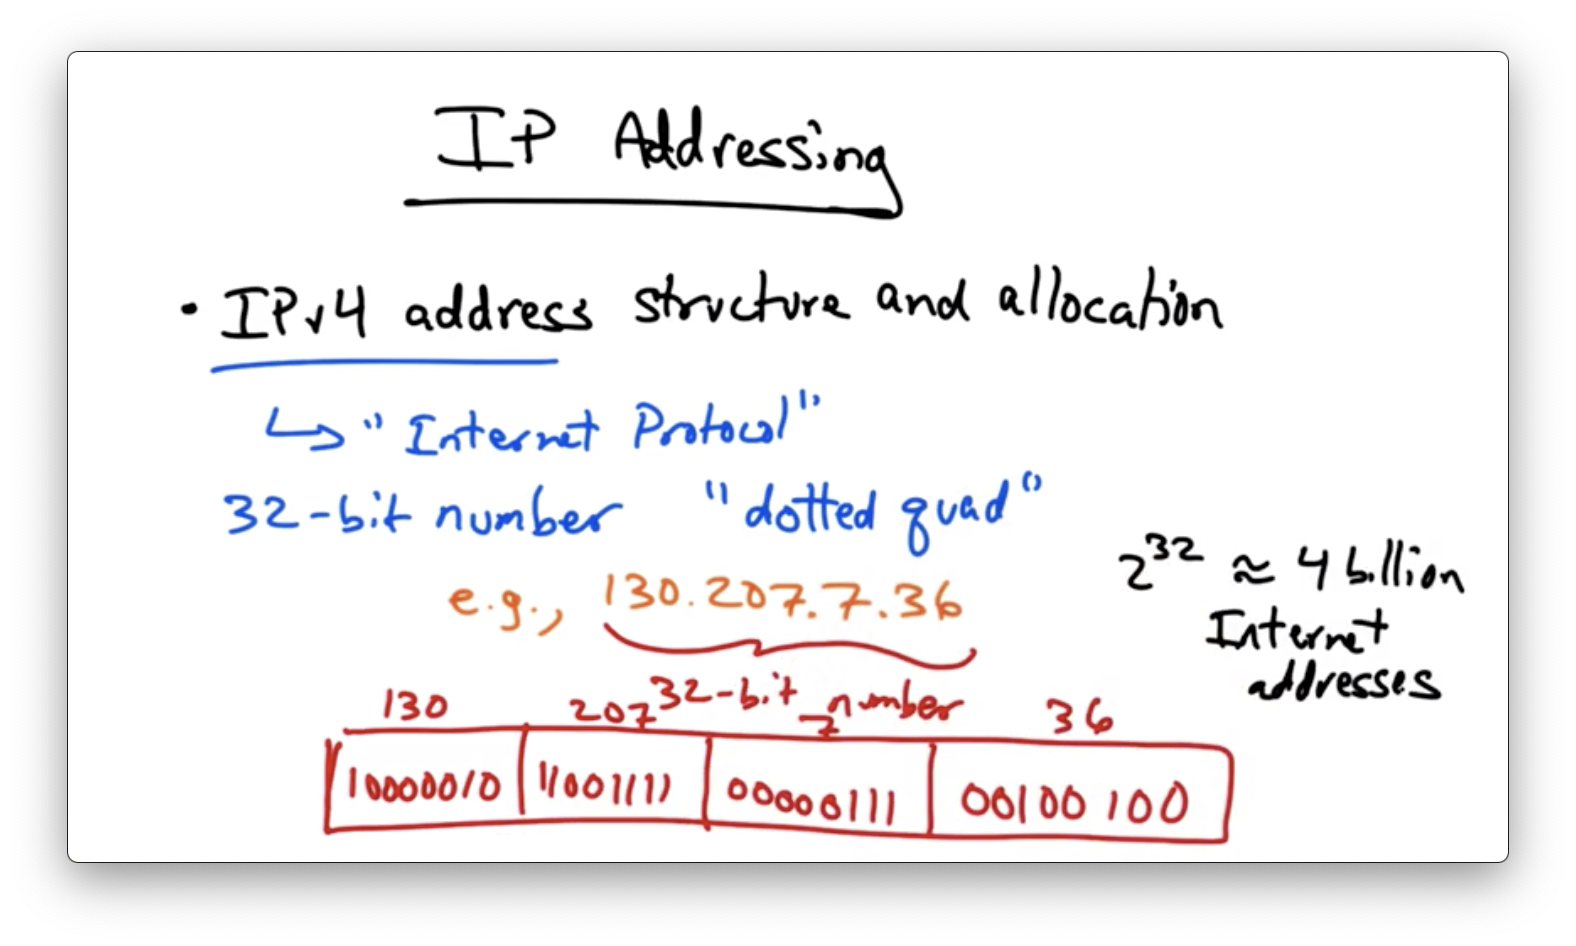 IP Addressing
• IPv4 address structure and allocation
↳ "Internet Protocol"
32-bit number "dotted quad"
e.g., 130.207.7.36
2^32 ≈ 4 billion
Internet
addresses
32-bit number
130 207 7 36
10000010 11001111 00000111 00100100